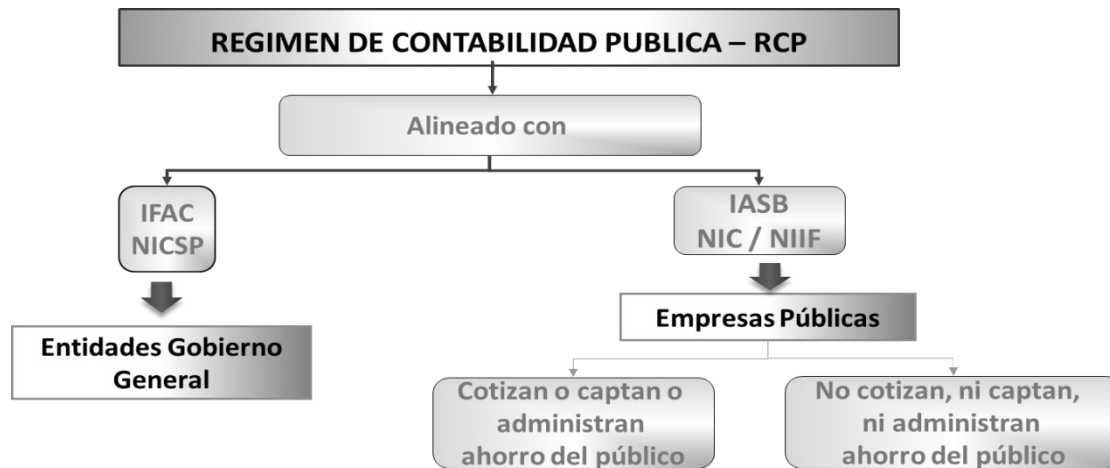 REGIMEN DE CONTABILIDAD PUBLICA – RCP
Alineado con
IFAC
NICSP
IASB
NIC / NIIF
Entidades Gobierno
General
Empresas Públicas
Cotizan o captan o
administran
ahorro del público
No cotizan, ni captan,
ni administran
ahorro del público